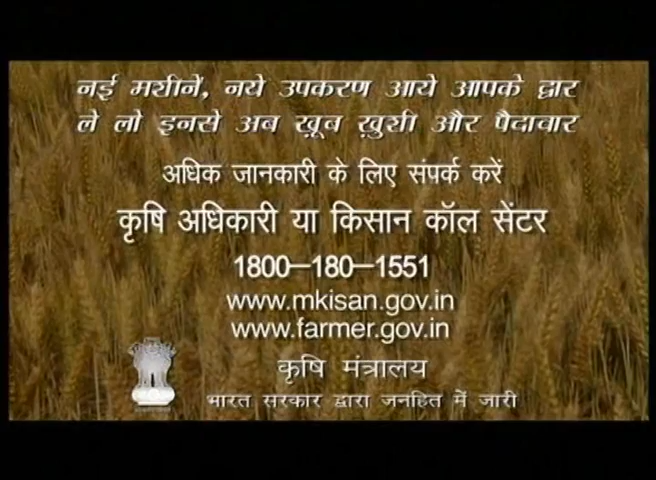 नई मशीनें, नये उपकरण आये आपके द्वार
ले लो इनसे अब ख़ूब ख़ुशी और पैदावार
अधिक जानकारी के लिए संपर्क करें
कृषि अधिकारी या किसान कॉल सेंटर
1800–180–1551
www.mkisan.gov.in
www.farmer.gov.in
कृषि मंत्रालय
भारत सरकार द्वारा जनहित में जारी